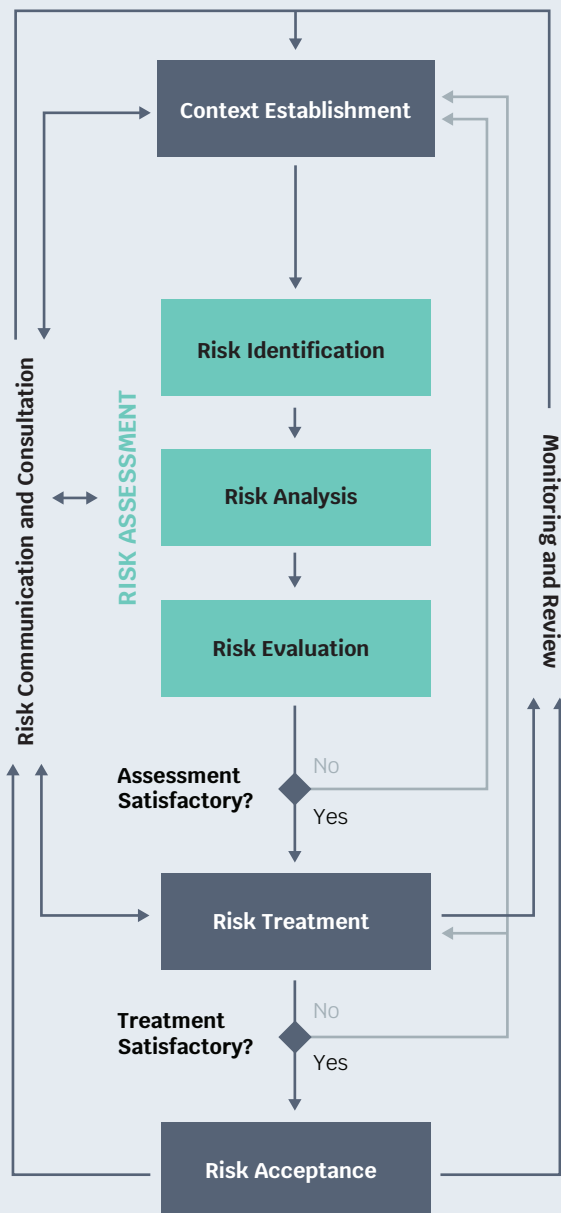 Context Establishment
Risk Identification
Risk Communication and Consultation
RISK ASSESSMENT
Risk Analysis
Monitoring and Review
Risk Evaluation
No
Assessment
Satisfactory?
Yes
Risk Treatment
No
Treatment
Satisfactory?
Yes
Risk Acceptance